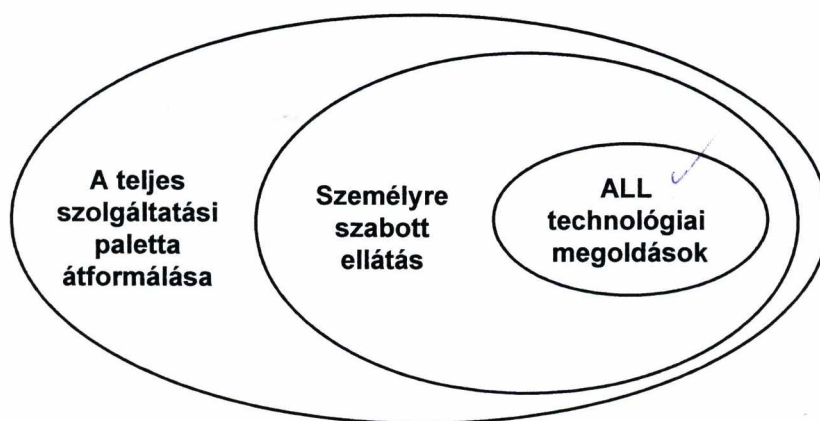 A teljes
szolgáltatási
paletta
átformálása
Személyre
szabott
ellátás
ALL
technológiai
megoldások